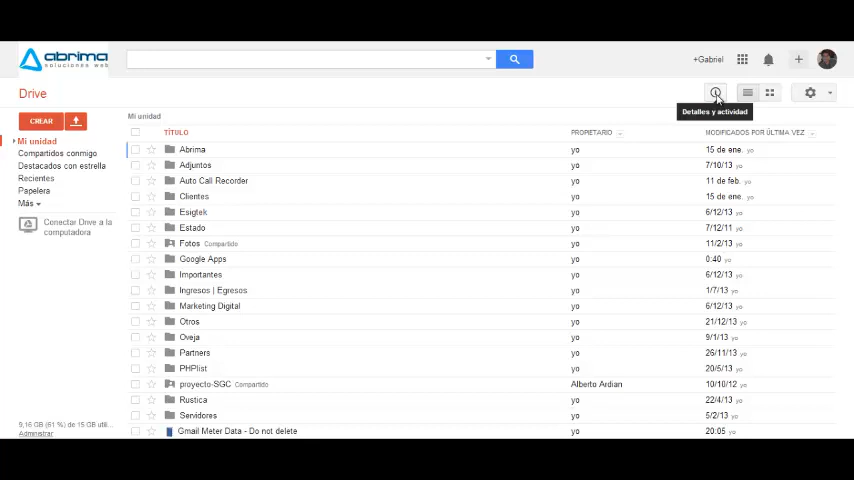 abrima
soluciones web
+Gabriel
Drive
Detalles y actividad
CREAR
Mi unidad
Compartidos conmigo
Destacados con estrella
Recientes
Papelera
Más
Conectar Drive a la
computadora
9,16 GB (61 %) de 15 GB utili...
Administrar
Mi unidad
TÍTULO PROPIETARIO MODIFICADOS POR ÚLTIMA VEZ
Abrima yo 15 de ene. yo
Adjuntos yo 7/10/13 yo
Auto Call Recorder yo 11 de feb. yo
Clientes yo 15 de ene. yo
Esigtek yo 6/12/13 yo
Estado yo 7/12/11 yo
Fotos Compartido yo 11/2/13 yo
Google Apps yo 0:40 yo
Importantes yo 6/12/13 yo
Ingresos | Egresos yo 1/7/13 yo
Marketing Digital yo 6/12/13 yo
Otros yo 21/12/13 yo
Oveja yo 9/1/13 yo
Partners yo 26/11/13 yo
PHPlist yo 20/5/13 yo
proyecto-SGC Compartido Alberto Ardian 10/10/12 yo
Rustica yo 22/4/13 yo
Servidores yo 5/2/13 yo
Gmail Meter Data - Do not delete yo 20:05 yo